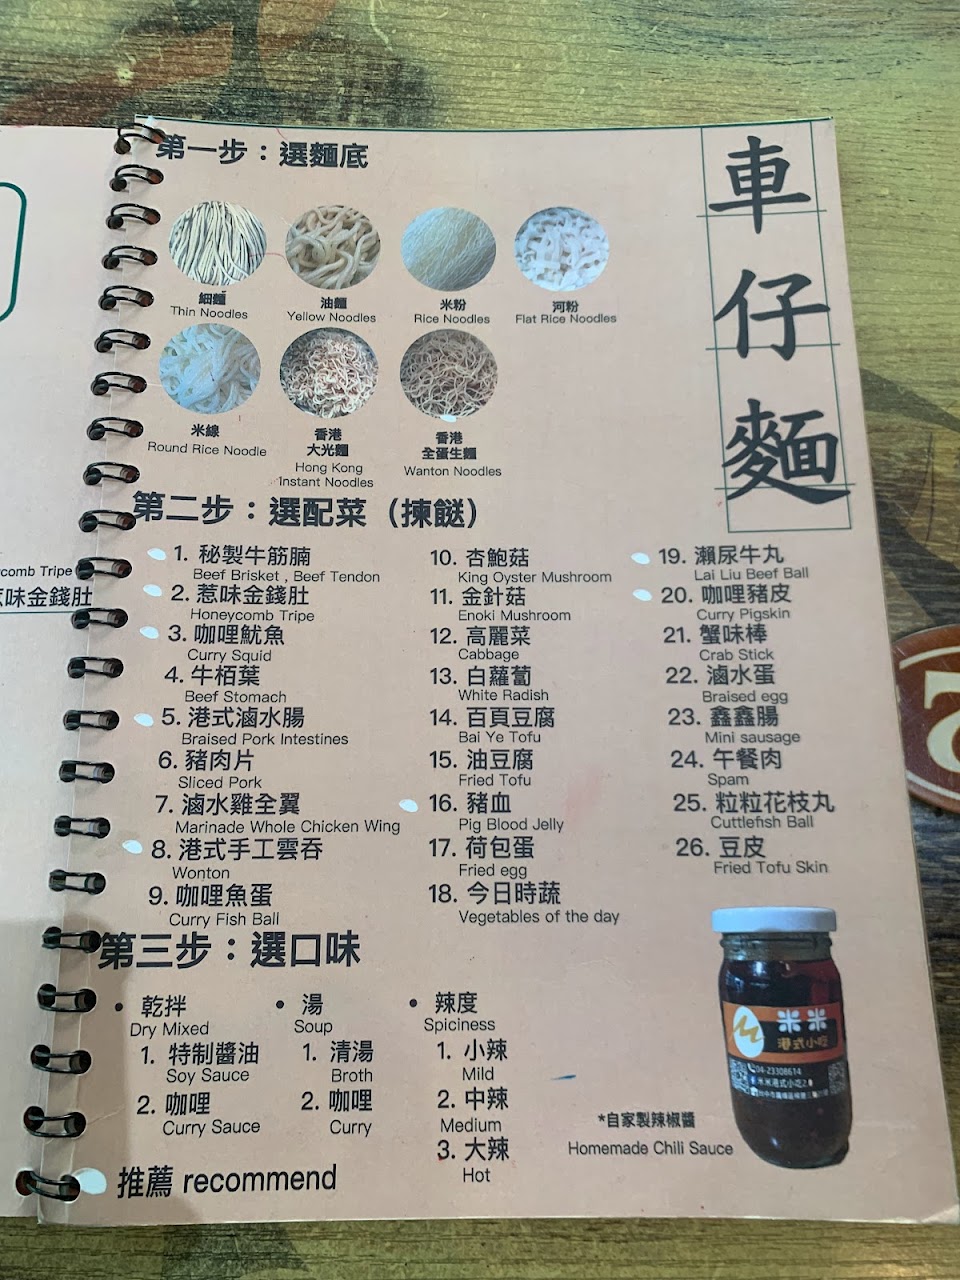 第一步：選麵底
車仔麵
細麵
Thin Noodles
油麵
Yellow Noodles
米粉
Rice Noodles
河粉
Flat Rice Noodles
米線
Round Rice Noodle
香港
大光麵
Hong Kong
Instant Noodles
香港
全蛋生麵
Wanton Noodles
第二步：選配菜（揀餸）
1. 秘製牛筋腩
Beef Brisket , Beef Tendon
2. 惹味金錢肚
Honeycomb Tripe
3. 咖哩魷魚
Curry Squid
4. 牛栢葉
Beef Stomach
5. 港式滷水腸
Braised Pork Intestines
6. 豬肉片
Sliced Pork
7. 滷水雞全翼
Marinade Whole Chicken Wing
8. 港式手工雲吞
Wonton
9. 咖哩魚蛋
Curry Fish Ball
10. 杏鮑菇
King Oyster Mushroom
11. 金針菇
Enoki Mushroom
12. 高麗菜
Cabbage
13. 白蘿蔔
White Radish
14. 百頁豆腐
Bai Ye Tofu
15. 油豆腐
Fried Tofu
16. 豬血
Pig Blood Jelly
17. 荷包蛋
Fried egg
18. 今日時蔬
Vegetables of the day
19. 瀨尿牛丸
Lai Liu Beef Ball
20. 咖哩豬皮
Curry Pigskin
21. 蟹味棒
Crab Stick
22. 滷水蛋
Braised egg
23. 鑫鑫腸
Mini sausage
24. 午餐肉
Spam
25. 粒粒花枝丸
Cuttlefish Ball
26. 豆皮
Fried Tofu Skin
第三步：選口味
• 乾拌
Dry Mixed
1. 特制醬油
Soy Sauce
2. 咖哩
Curry Sauce
• 湯
Soup
1. 清湯
Broth
2. 咖哩
Curry
• 辣度
Spiciness
1. 小辣
Mild
2. 中辣
Medium
3. 大辣
Hot
推薦 recommend
*自家製辣椒醬
Homemade Chili Sauce
米米
港式小吃
04-23308614
米米港式小吃
ycomb Tripe
味金錢肚